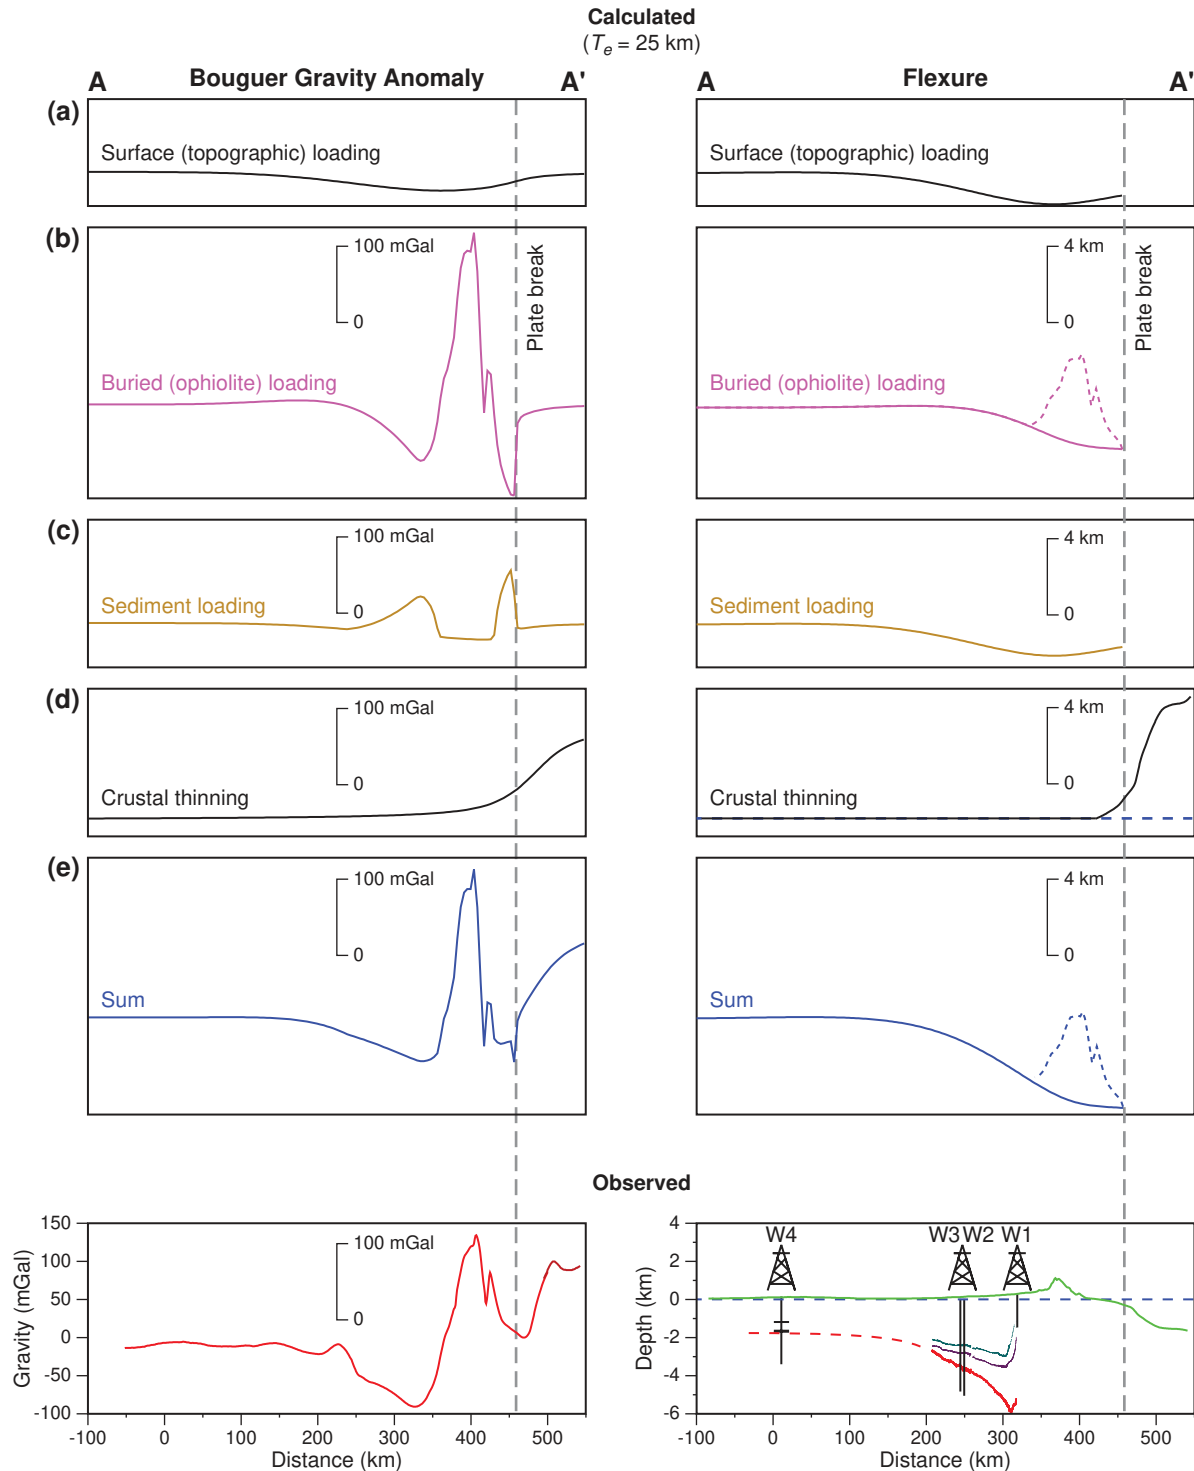 Calculated
(Te = 25 km)
A Bouguer Gravity Anomaly A'
A Flexure A'
(a)
Surface (topographic) loading
Surface (topographic) loading
(b)
100 mGal
0
Plate break
Buried (ophiolite) loading
4 km
0
Plate break
Buried (ophiolite) loading
(c)
100 mGal
0
Sediment loading
4 km
0
Sediment loading
(d)
100 mGal
0
Crustal thinning
4 km
0
Crustal thinning
(e)
100 mGal
0
Sum
4 km
0
Sum
Observed
Gravity (mGal)
150
100
50
0
-50
-100
100 mGal
0
-100 0 100 200 300 400 500
Distance (km)
Depth (km)
4
2
0
-2
-4
-6
W4 W3 W2 W1
-100 0 100 200 300 400 500
Distance (km)